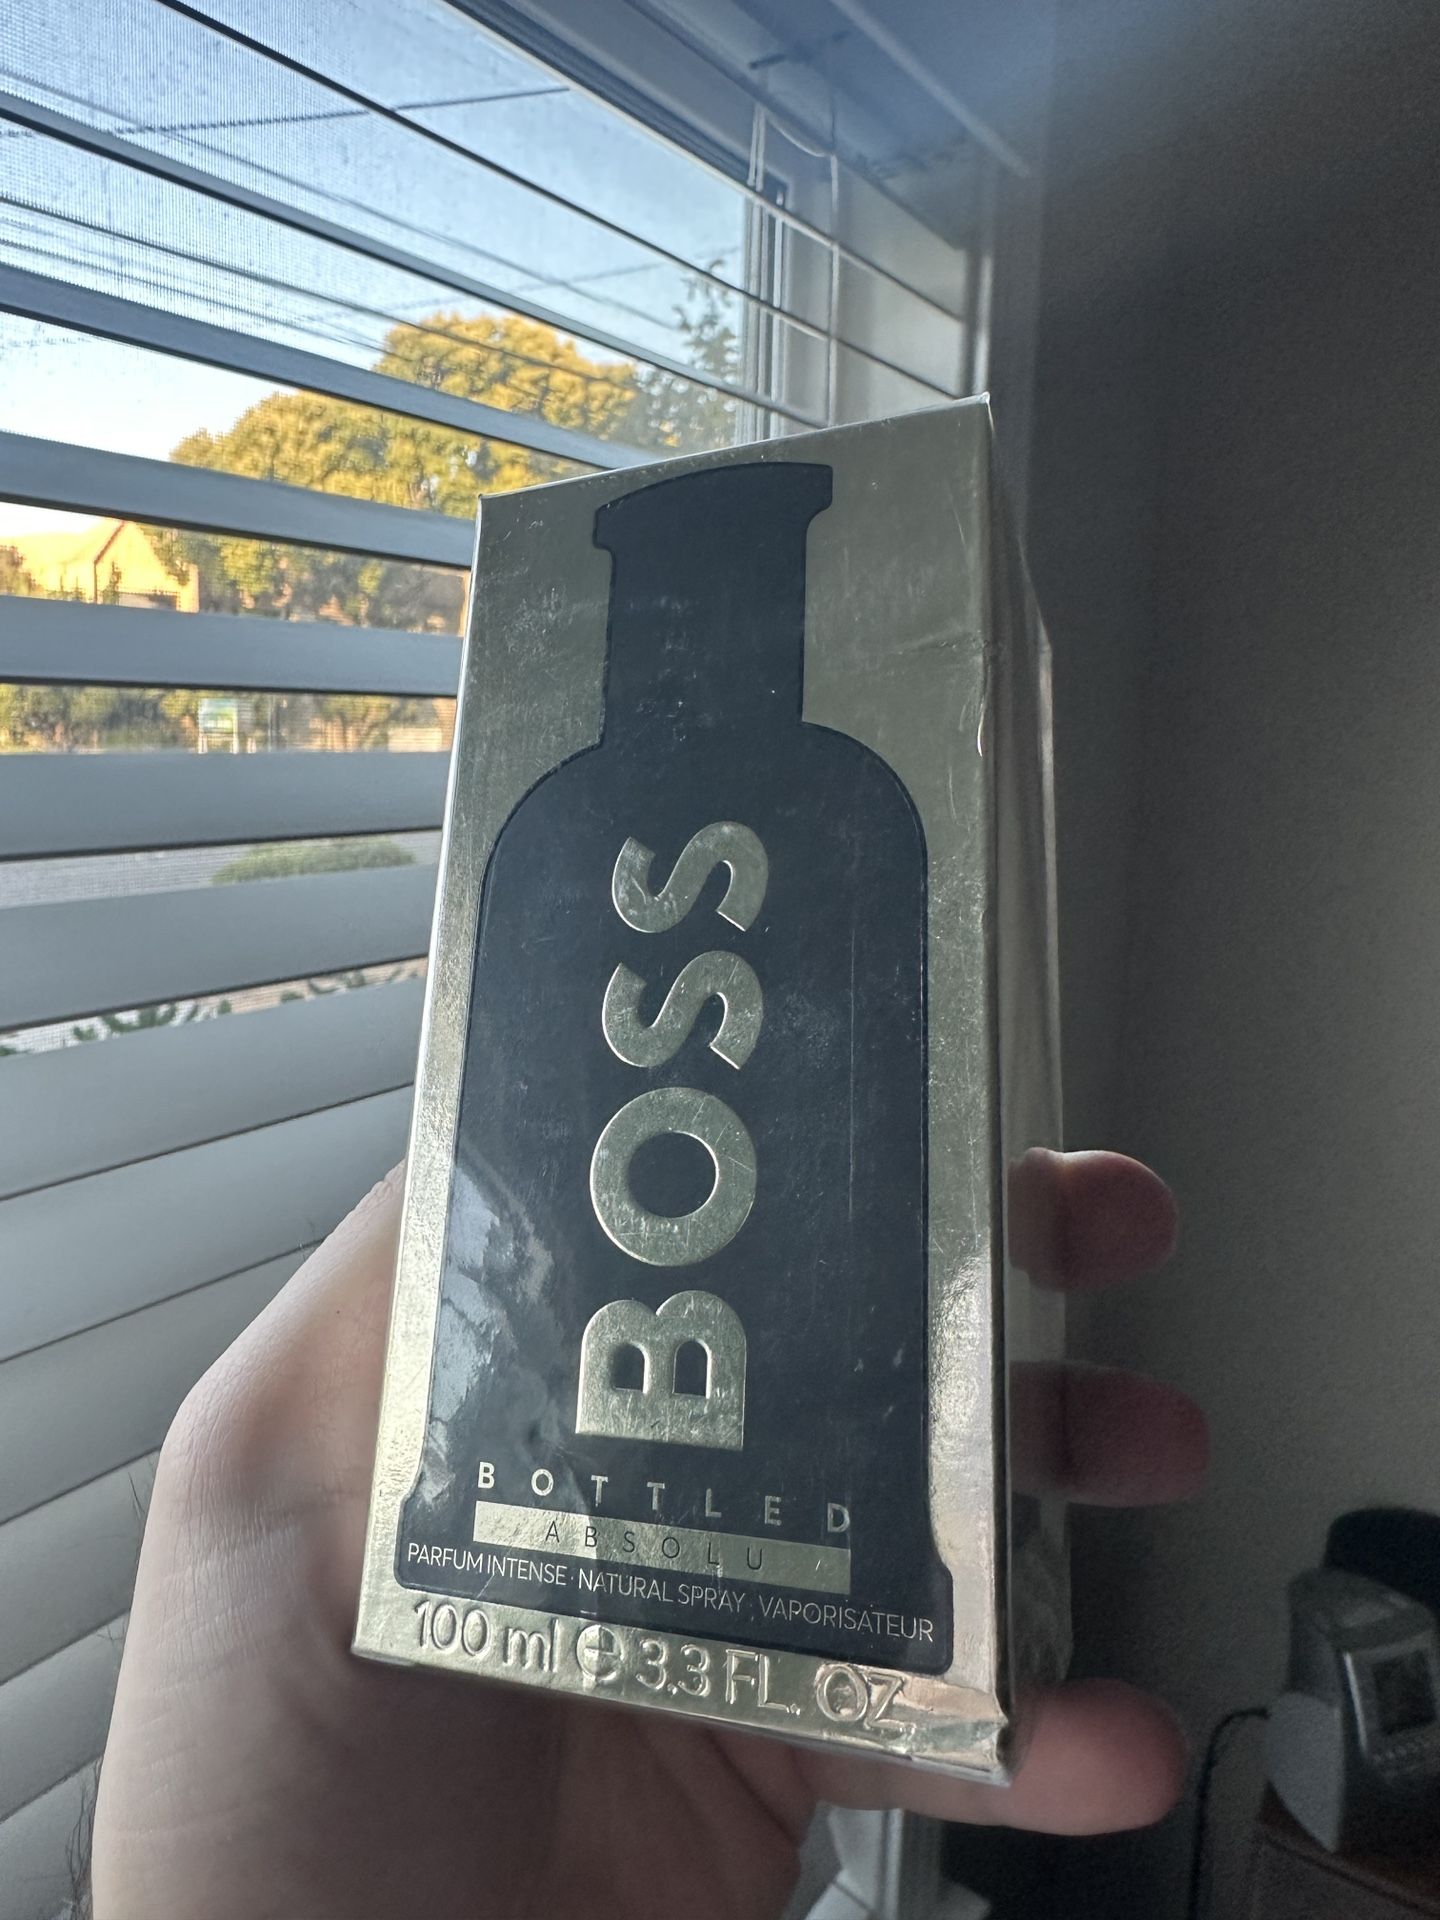 BOSS
BOTTLED
ABSOLU
PARFUM INTENSE · NATURAL SPRAY · VAPORISATEUR
100 ml ℮ 3.3 FL. OZ.